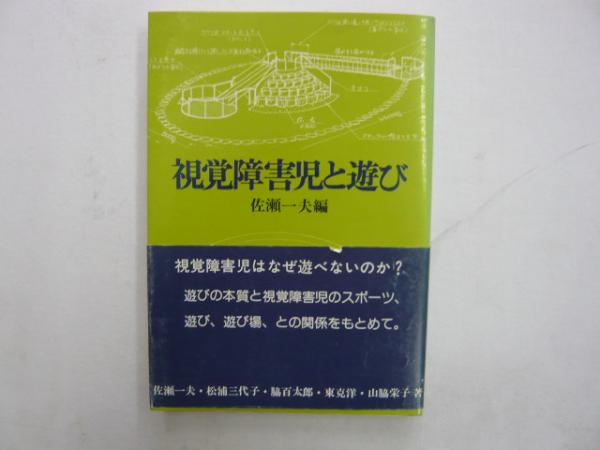 視覚障害児と遊び
佐瀬一夫編
視覚障害児はなぜ遊べないのか?
遊びの本質と視覚障害児のスポーツ、
遊び、遊び場、との関係をもとめて。
佐瀬一夫・松浦三代子・脇百太郎・東克洋・山脇栄子著